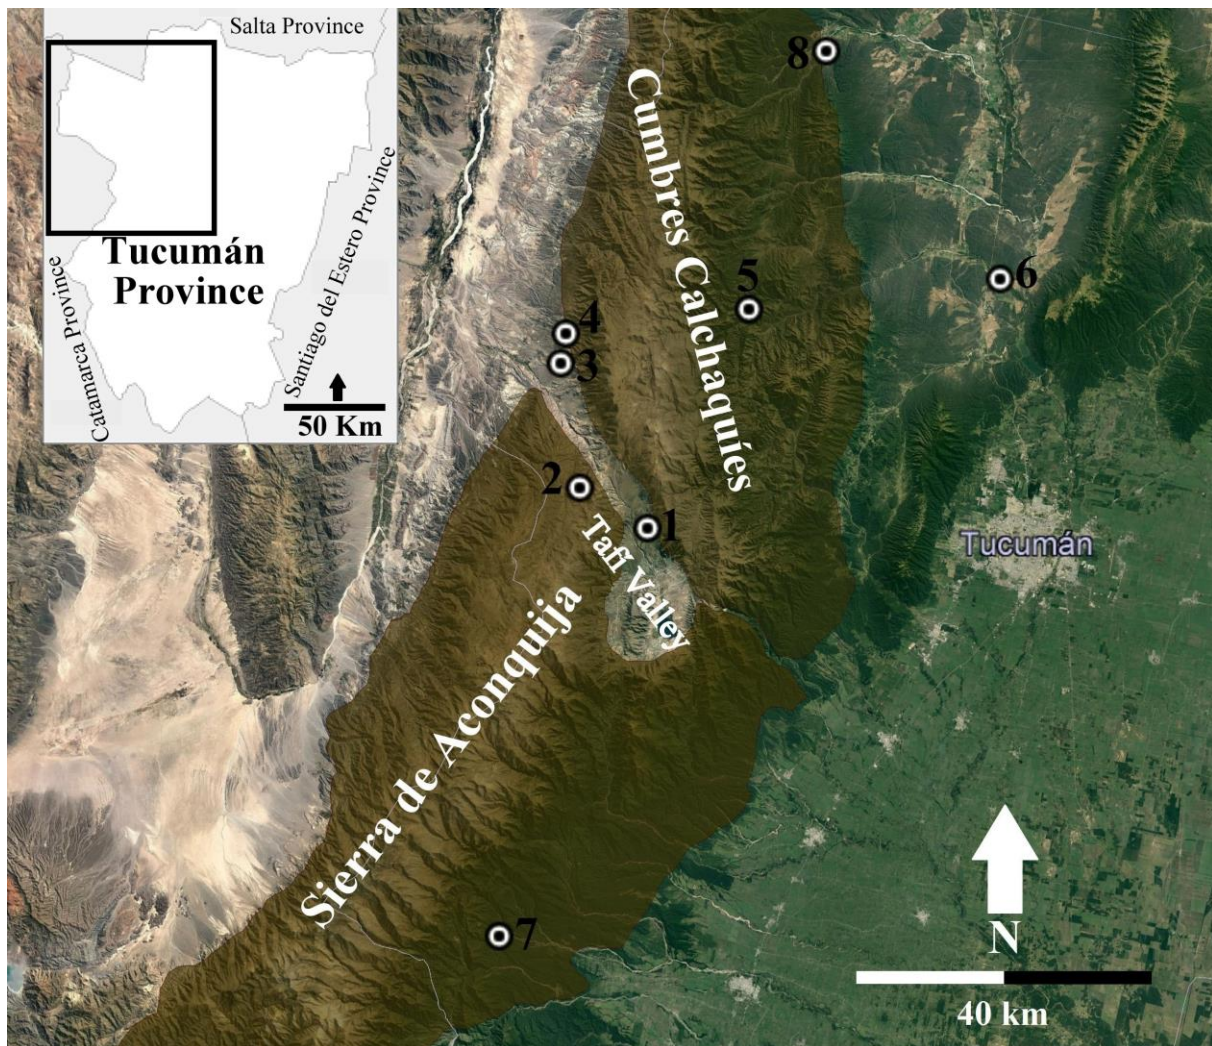 Salta Province
Catamarca Province
Tucumán
Province
Santiago del Estero Province
50 Km
8
Cumbres Calchaquíes
5
6
4
3
2
1
Tafí Valley
Tucumán
Sierra de Aconquija
7
N
40 km